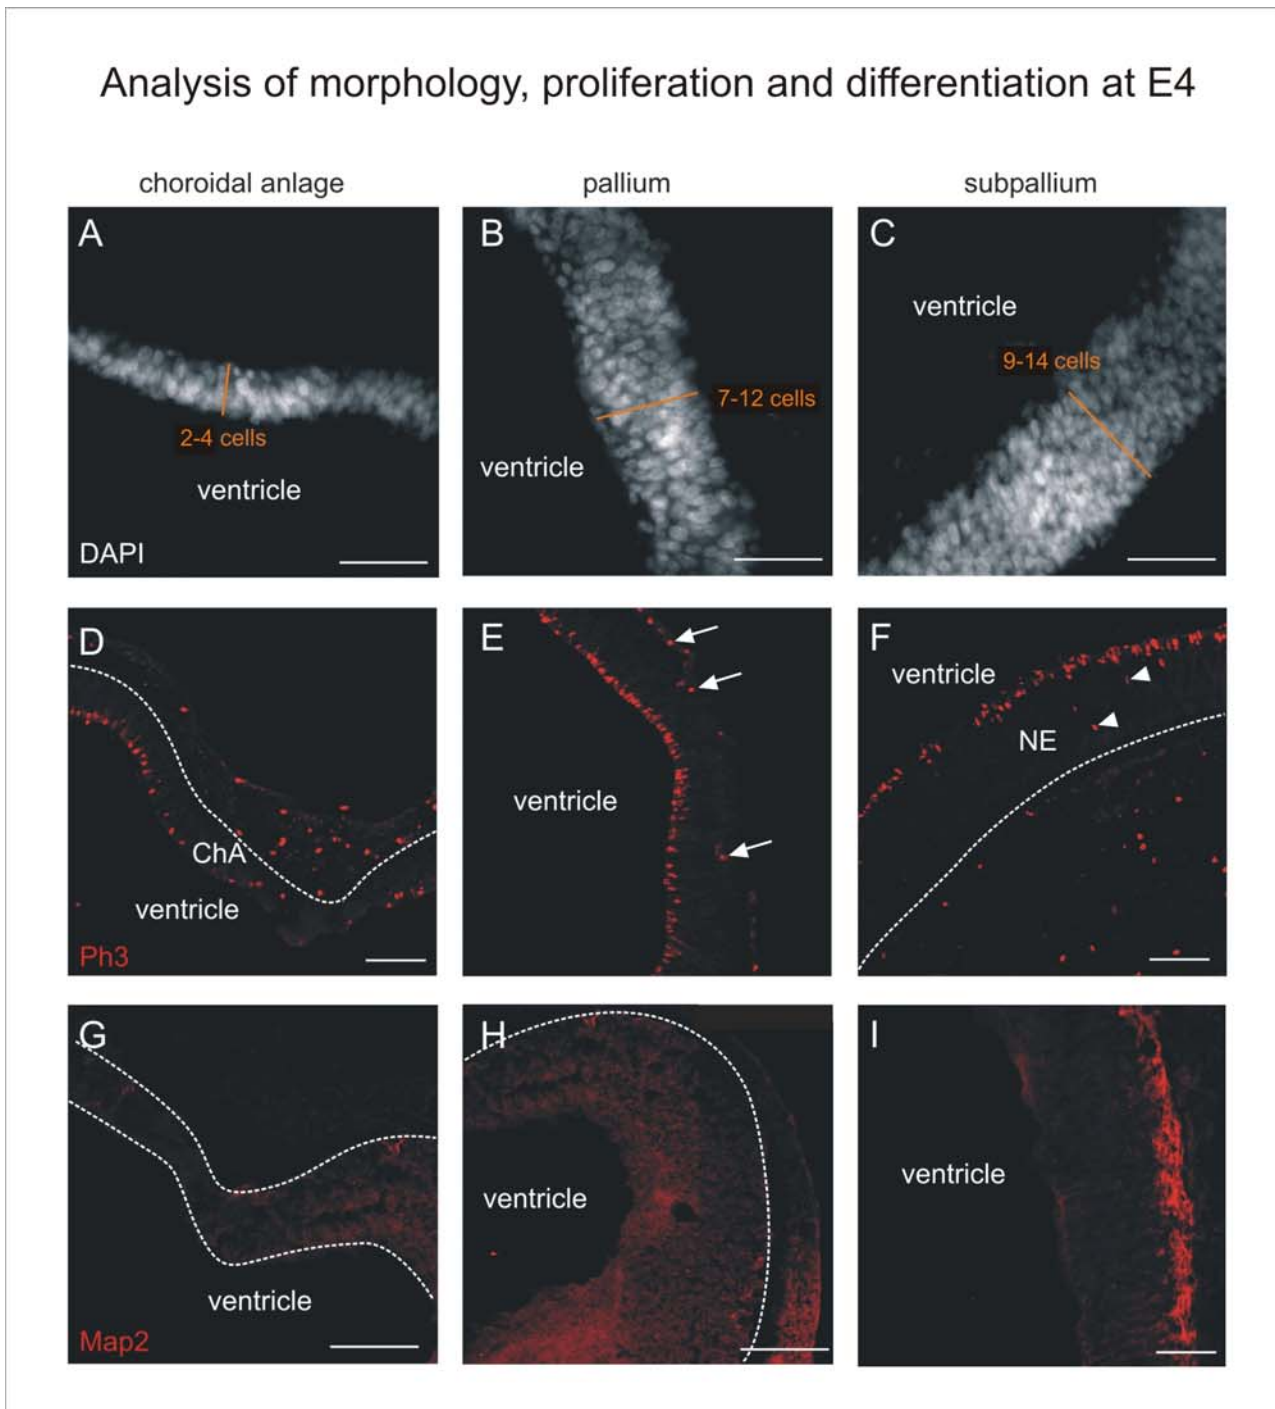 Analysis of morphology, proliferation and differentiation at E4
choroidal anlage
pallium
subpallium
A
2-4 cells
ventricle
DAPI
B
7-12 cells
ventricle
C
ventricle
9-14 cells
D
ChA
ventricle
Ph3
E
ventricle
F
ventricle
NE
G
ventricle
Map2
H
ventricle
I
ventricle